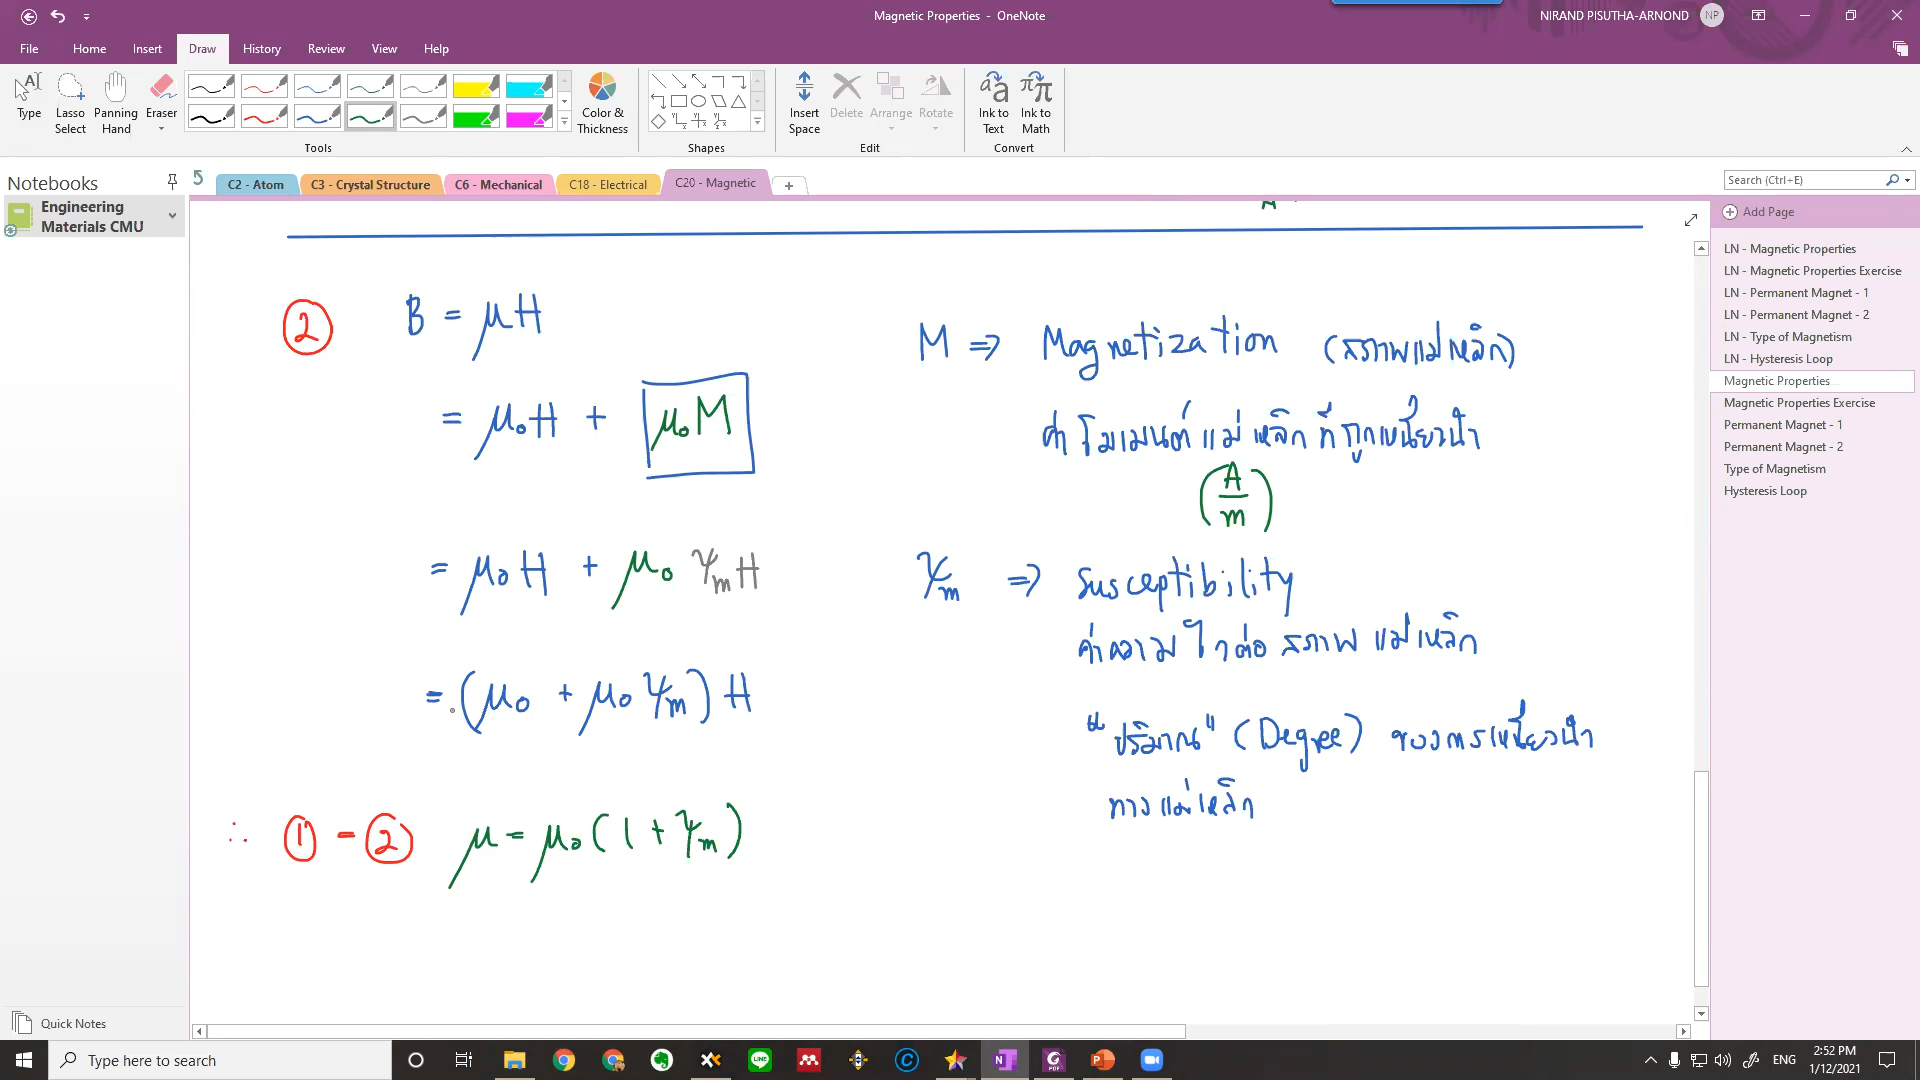 Magnetic Properties - OneNote
NIRAND PISUTHA-ARNOND NP
File Home Insert Draw History Review View Help
Type
Lasso Select
Panning Hand
Eraser
Color & Thickness
Insert Space
Delete
Arrange
Rotate
Ink to Text
Ink to Math
Tools
Shapes
Edit
Convert
Notebooks
C2 - Atom
C3 - Crystal Structure
C6 - Mechanical
C18 - Electrical
C20 - Magnetic
Search (Ctrl+E)
Engineering Materials CMU
Add Page
LN - Magnetic Properties
LN - Magnetic Properties Exercise
LN - Permanent Magnet - 1
LN - Permanent Magnet - 2
LN - Type of Magnetism
LN - Hysteresis Loop
Magnetic Properties
Magnetic Properties Exercise
Permanent Magnet - 1
Permanent Magnet - 2
Type of Magnetism
Hysteresis Loop
② B = μH
= μ₀H + μ₀M
= μ₀H + μ₀ χₘH
= (μ₀ + μ₀χₘ) H
∴ ① = ② μ = μ₀(1 + χₘ)
M ⇒ Magnetization (สภาพแม่เหล็ก)
ค่าโมเมนต์แม่เหล็กที่ถูกเหนี่ยวนำ
(A/m)
χₘ ⇒ Susceptibility
ค่าความไวต่อสภาพแม่เหล็ก
"ปริมาณ" (Degree) ของการเหนี่ยวนำ
ทางแม่เหล็ก
Quick Notes
Type here to search
ENG
2:52 PM
1/12/2021